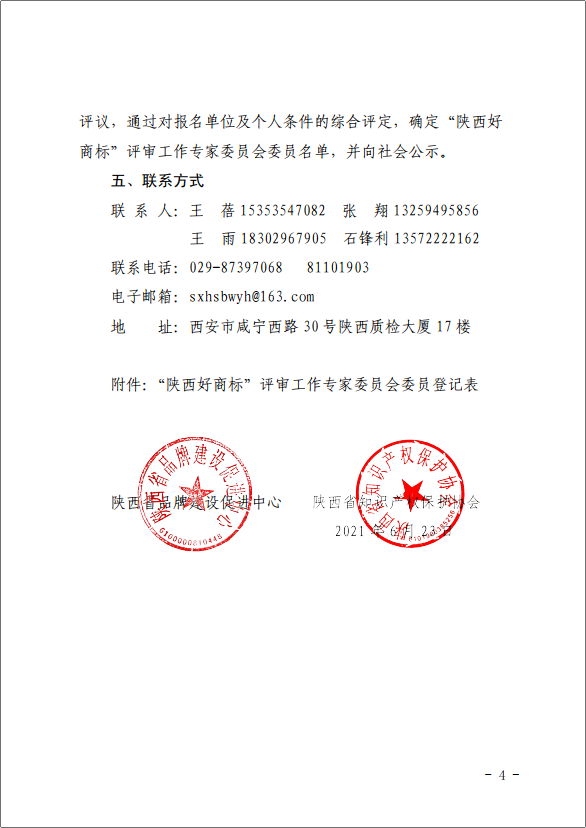 评议，通过对报名单位及个人条件的综合评定，确定“陕西好
商标”评审工作专家委员会委员名单，并向社会公示。
五、联系方式
联 系 人：王　蓓 15353547082　张　翔 13259495856
王　雨 18302967905　石锋利 13572222162
联系电话：029-87397068　81101903
电子邮箱：sxhsbwyh@163.com
地　　址：西安市咸宁西路 30 号陕西质检大厦 17 楼
附件：“陕西好商标”评审工作专家委员会委员登记表
陕西省品牌建设促进中心　陕西省知识产权保护协会
2021 年 6 月 23 日
陕西省品牌建设促进中心
6100000810446
陕西省知识产权保护协会
- 4 -